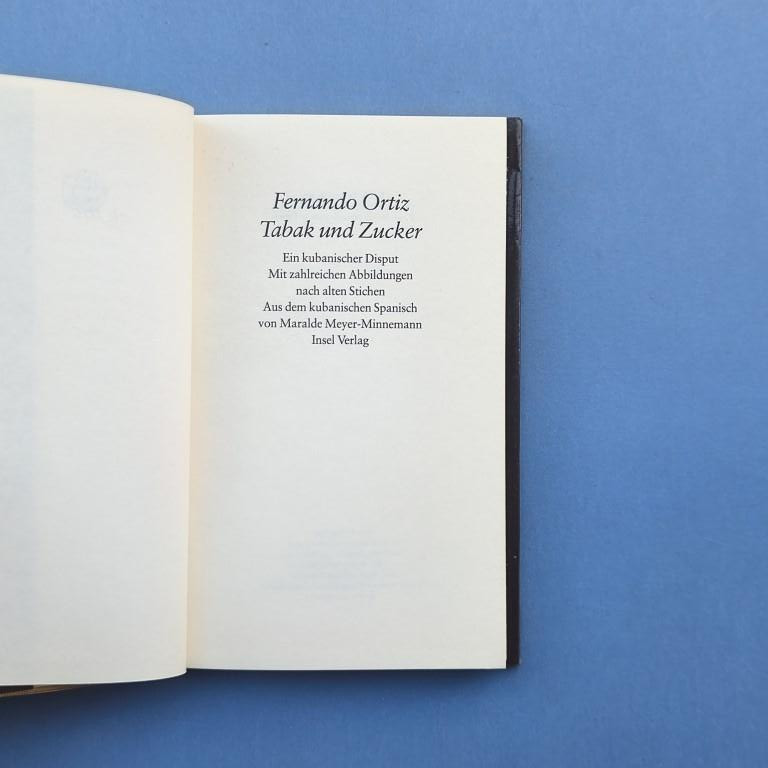 Fernando Ortiz
Tabak und Zucker
Ein kubanischer Disput
Mit zahlreichen Abbildungen
nach alten Stichen
Aus dem kubanischen Spanisch
von Maralde Meyer-Minnemann
Insel Verlag